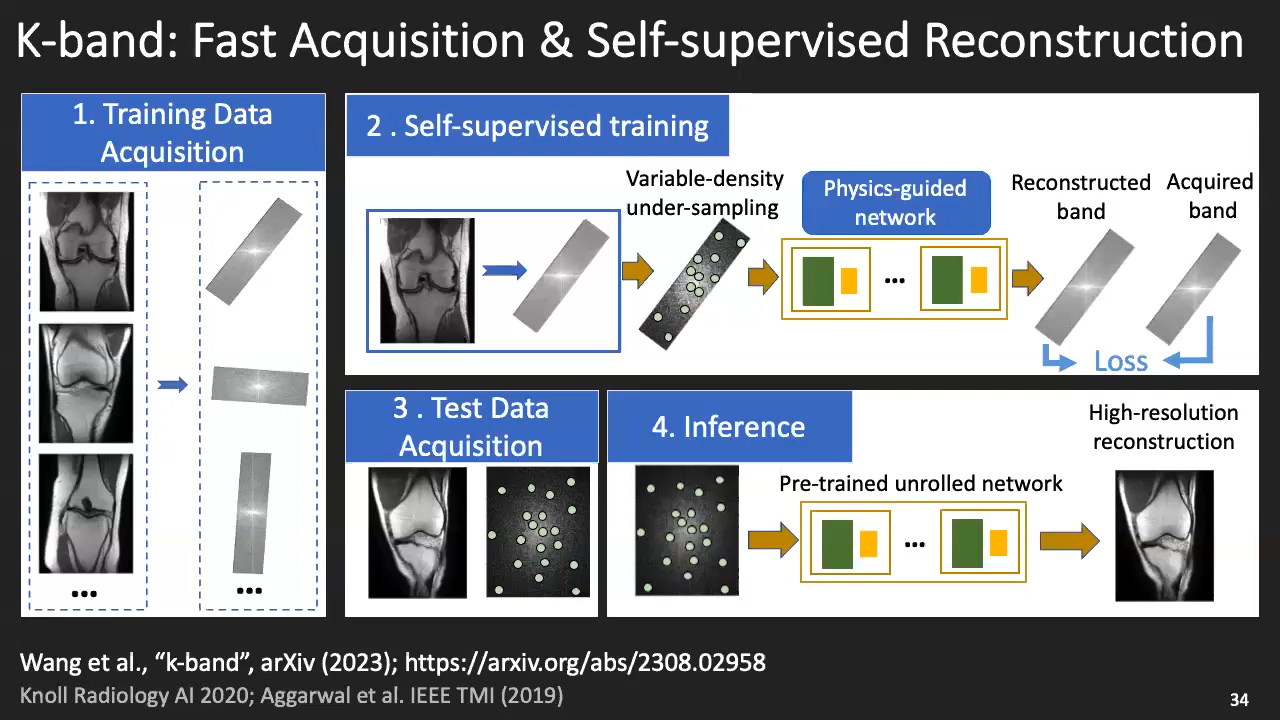 K-band: Fast Acquisition & Self-supervised Reconstruction
1. Training Data
Acquisition
...
...
2 . Self-supervised training
Variable-density
under-sampling
Physics-guided
network
...
Reconstructed
band
Acquired
band
Loss
3 . Test Data
Acquisition
4. Inference
Pre-trained unrolled network
...
High-resolution
reconstruction
Wang et al., “k-band”, arXiv (2023); https://arxiv.org/abs/2308.02958
Knoll Radiology AI 2020; Aggarwal et al. IEEE TMI (2019)
34